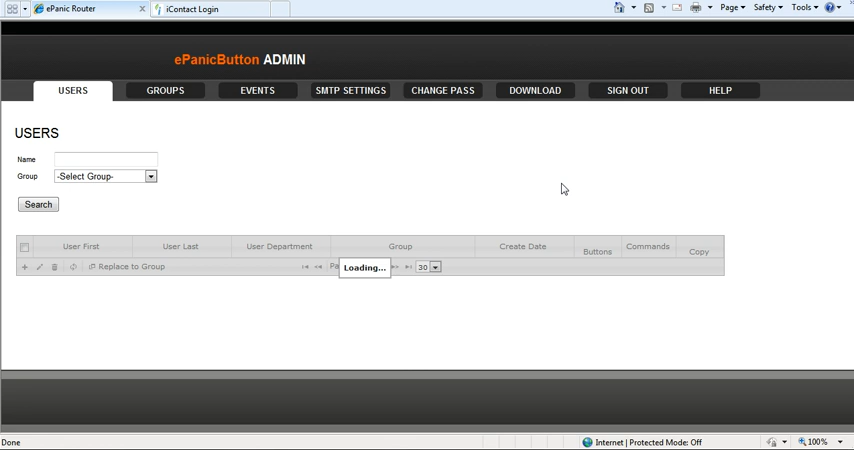 ePanic Router
iContact Login
Page
Safety
Tools
ePanicButton ADMIN
USERS
GROUPS
EVENTS
SMTP SETTINGS
CHANGE PASS
DOWNLOAD
SIGN OUT
HELP
USERS
Name
Group
-Select Group-
Search
User First
User Last
User Department
Group
Create Date
Buttons
Commands
Copy
Replace to Group
Loading...
30
Done
Internet | Protected Mode: Off
100%